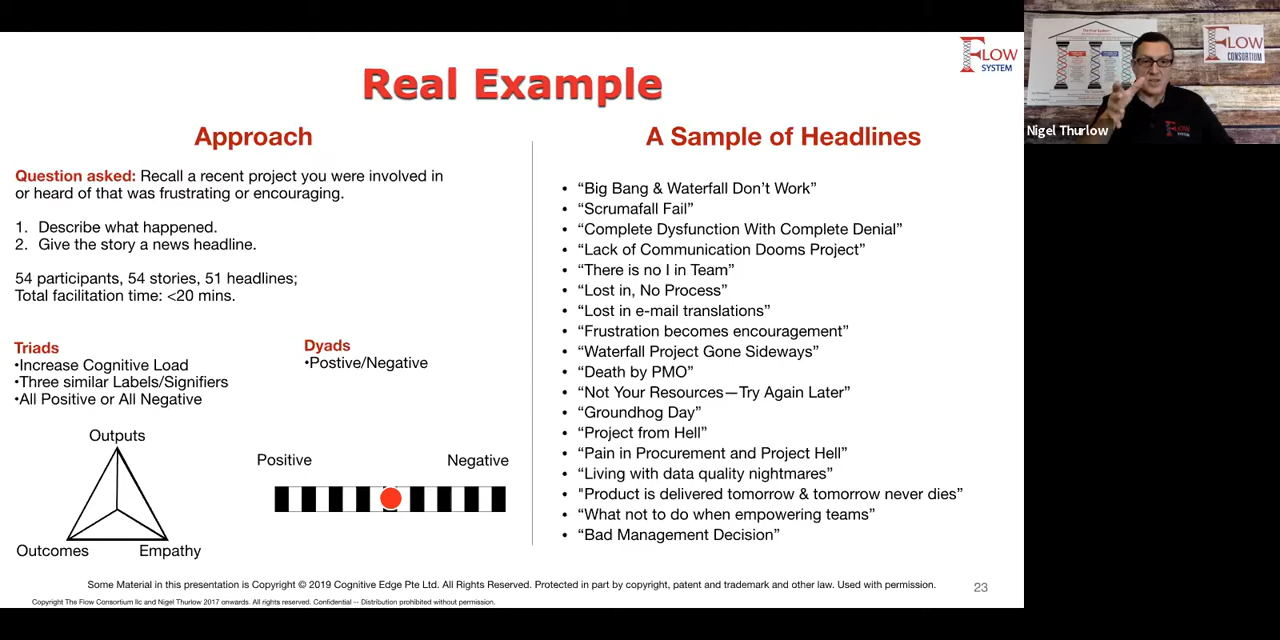 Real Example
FLOW
SYSTEM
Approach
Question asked: Recall a recent project you were involved in
or heard of that was frustrating or encouraging.
1. Describe what happened.
2. Give the story a news headline.
54 participants, 54 stories, 51 headlines;
Total facilitation time: <20 mins.
Triads
•Increase Cognitive Load
•Three similar Labels/Signifiers
•All Positive or All Negative
Dyads
•Postive/Negative
Outputs
Outcomes
Empathy
Positive
Negative
A Sample of Headlines
• “Big Bang & Waterfall Don’t Work”
• “Scrumafall Fail”
• “Complete Dysfunction With Complete Denial”
• “Lack of Communication Dooms Project”
• “There is no I in Team”
• “Lost in, No Process”
• “Lost in e-mail translations”
• “Frustration becomes encouragement”
• “Waterfall Project Gone Sideways”
• “Death by PMO”
• “Not Your Resources—Try Again Later”
• “Groundhog Day”
• “Project from Hell”
• “Pain in Procurement and Project Hell”
• “Living with data quality nightmares”
• "Product is delivered tomorrow & tomorrow never dies”
• “What not to do when empowering teams”
• “Bad Management Decision”
Some Material in this presentation is Copyright © 2019 Cognitive Edge Pte Ltd. All Rights Reserved. Protected in part by copyright, patent and trademark and other law. Used with permission.
23
Copyright The Flow Consortium llc and Nigel Thurlow 2017 onwards. All rights reserved. Confidential -- Distribution prohibited without permission.
The Flow System
FLOW
CONSORTIUM
FLOW
SYSTEM
Nigel Thurlow